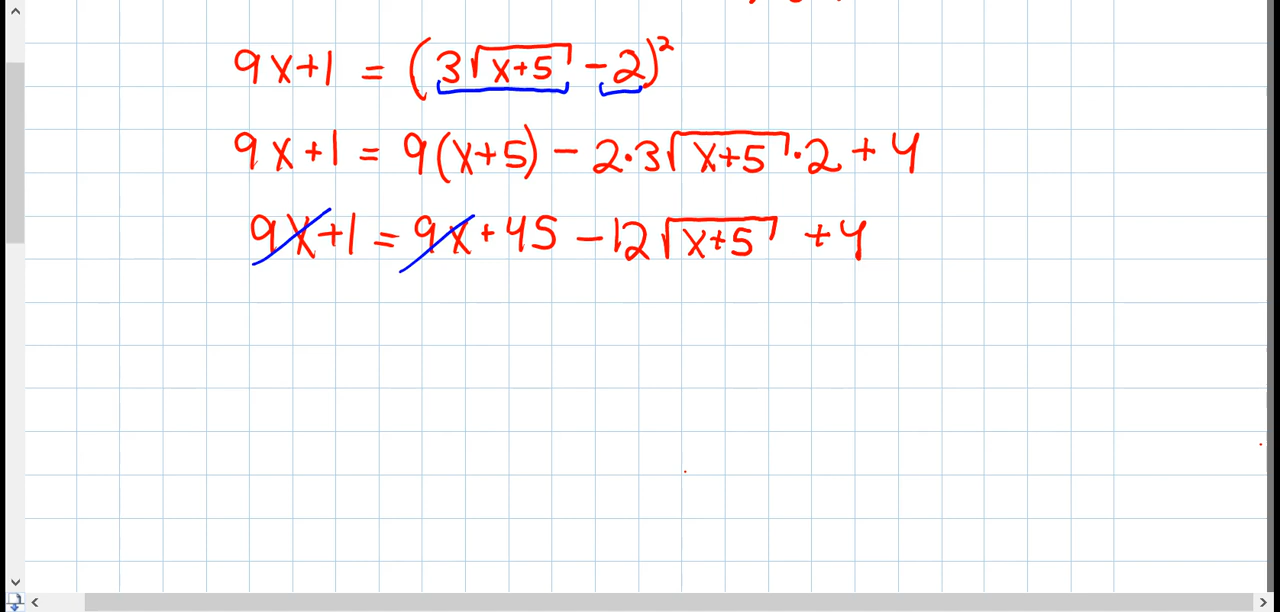 9x+1 = (3√(x+5) -2)²
9x+1 = 9(x+5) - 2·3√(x+5)·2 + 4
9x+1 = 9x+45 -12√(x+5) +4